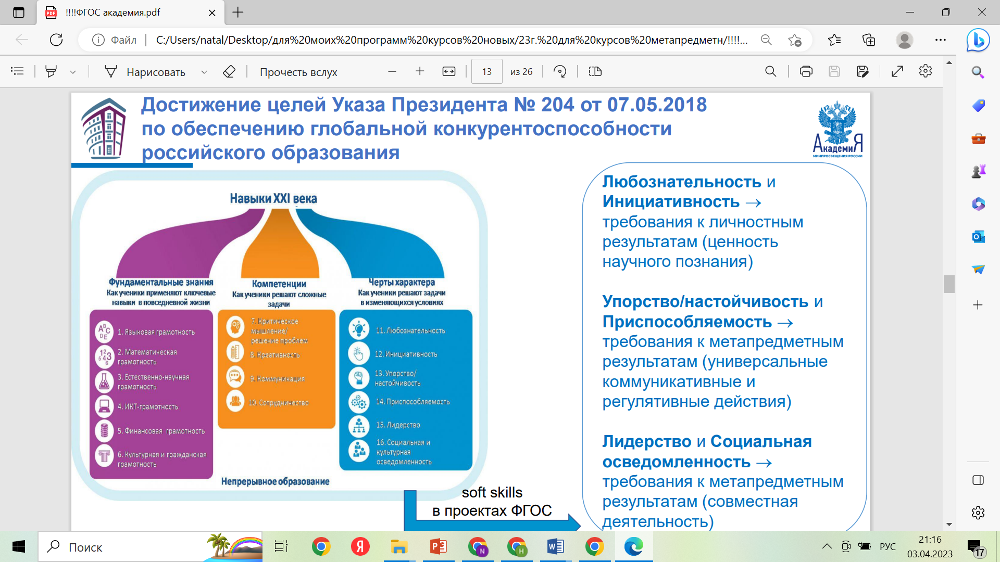 !!!!ФГОС академия.pdf
Файл
C:/Users/natal/Desktop/для%20моих%20программ%20курсов%20новых/23г.%20для%20курсов%20метапредметн/!!!!...
Нарисовать
Прочесть вслух
13
из 26
Достижение целей Указа Президента № 204 от 07.05.2018
по обеспечению глобальной конкурентоспособности
российского образования
АкадемиЯ
МИНПРОСВЕЩЕНИЯ РОССИИ
Навыки XXI века
Фундаментальные знания
Как ученики применяют ключевые
навыки в повседневной жизни
A B C
D E
1. Языковая грамотность
2. Математическая
грамотность
3. Естественно-научная
грамотность
4. ИКТ-грамотность
5. Финансовая грамотность
6. Культурная и гражданская
грамотность
Компетенции
Как ученики решают сложные
задачи
7. Критическое
мышление/
решение проблем
8. Креативность
9. Коммуникация
10. Сотрудничество
Черты характера
Как ученики решают задачи
в изменяющихся условиях
11. Любознательность
12. Инициативность
13. Упорство/
настойчивость
14. Приспособляемость
15. Лидерство
16. Социальная и
культурная
осведомленность
Непрерывное образование
soft skills
в проектах ФГОС
Любознательность и
Инициативность →
требования к личностным
результатам (ценность
научного познания)
Упорство/настойчивость и
Приспособляемость →
требования к метапредметным
результатам (универсальные
коммуникативные и
регулятивные действия)
Лидерство и Социальная
осведомленность →
требования к метапредметным
результатам (совместная
деятельность)
Поиск
РУС
21:16
03.04.2023
17